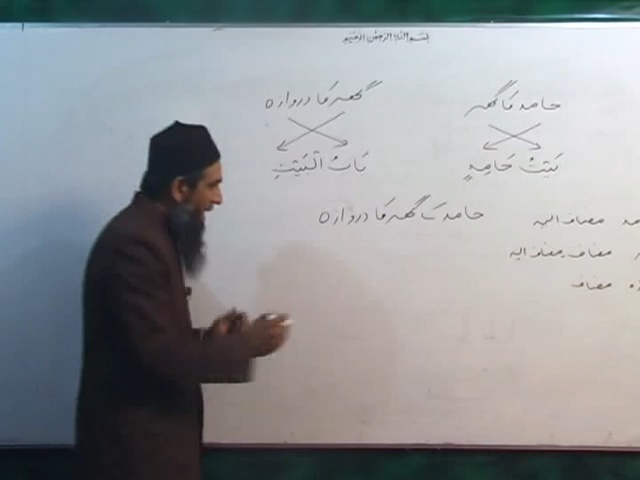 بسم اللہ الرحمٰن الرحیم
حامد کا گھر
گھر کا دروازہ
بَیْتُ حَامِدٍ
بَابُ الْبَیْتِ
حامد کے گھر کا دروازہ
مضاف الیہ
مضاف، مضاف الیہ
مضاف